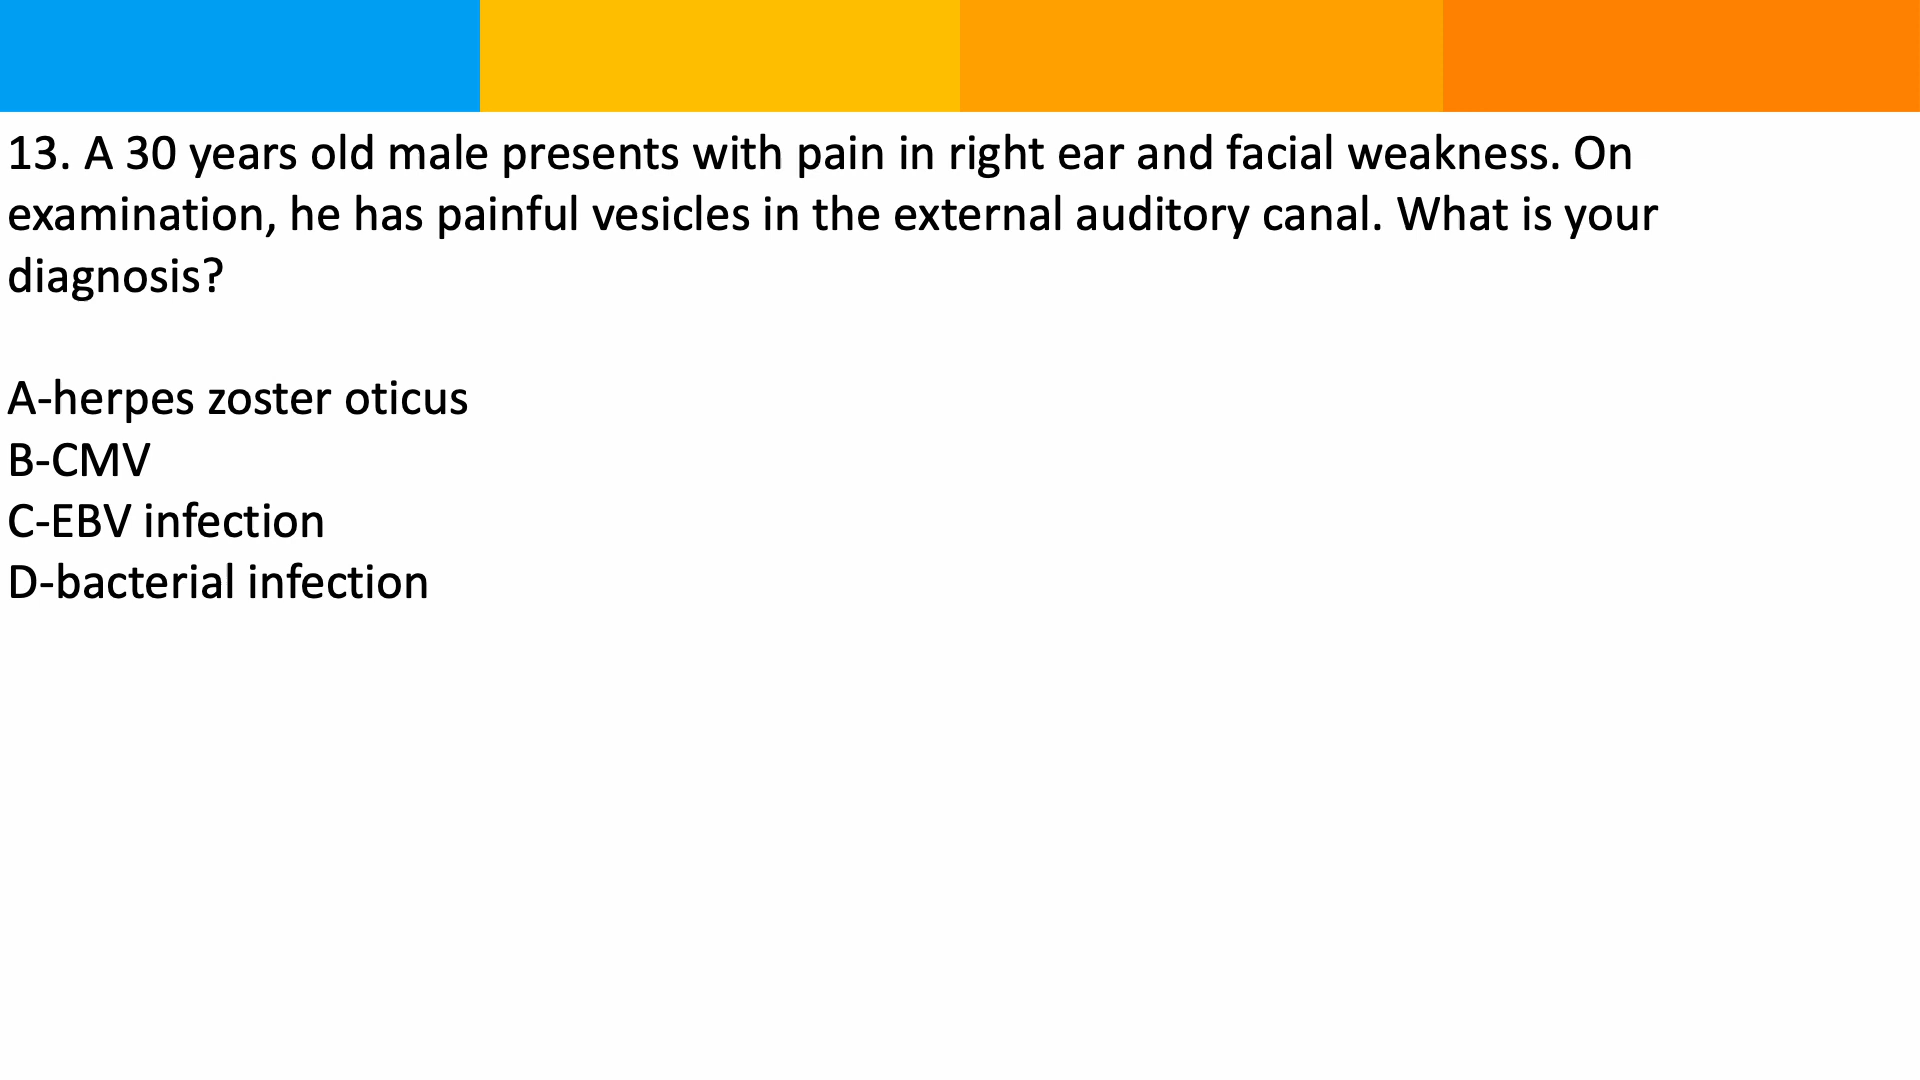 13. A 30 years old male presents with pain in right ear and facial weakness. On
examination, he has painful vesicles in the external auditory canal. What is your
diagnosis?
A-herpes zoster oticus
B-CMV
C-EBV infection
D-bacterial infection